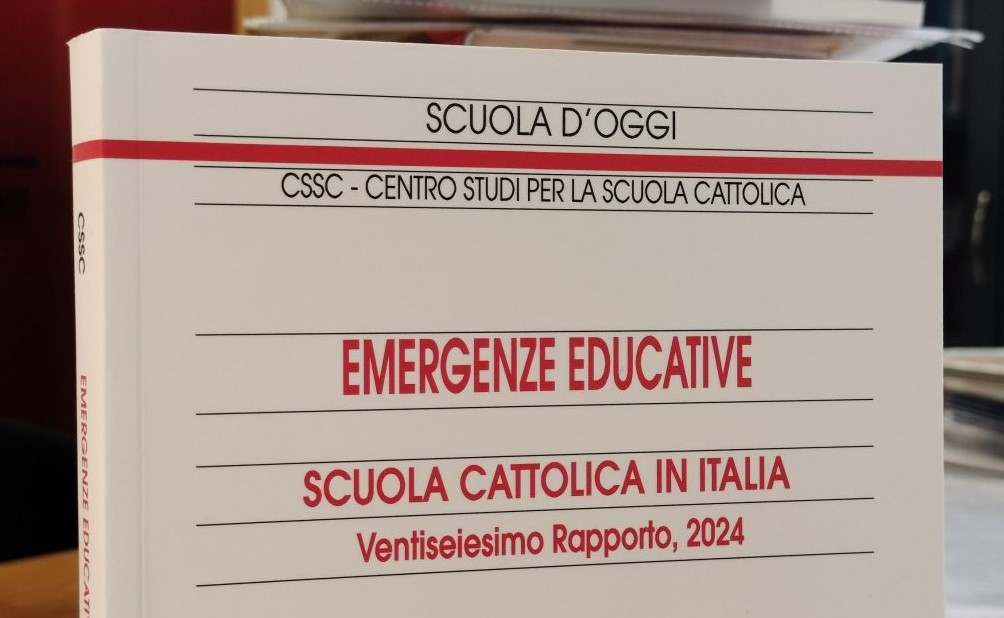 SCUOLA D'OGGI
CSSC - CENTRO STUDI PER LA SCUOLA CATTOLICA
EMERGENZE EDUCATIVE
SCUOLA CATTOLICA IN ITALIA
Ventiseiesimo Rapporto, 2024
CSSC
EMERGENZE EDUCATIV